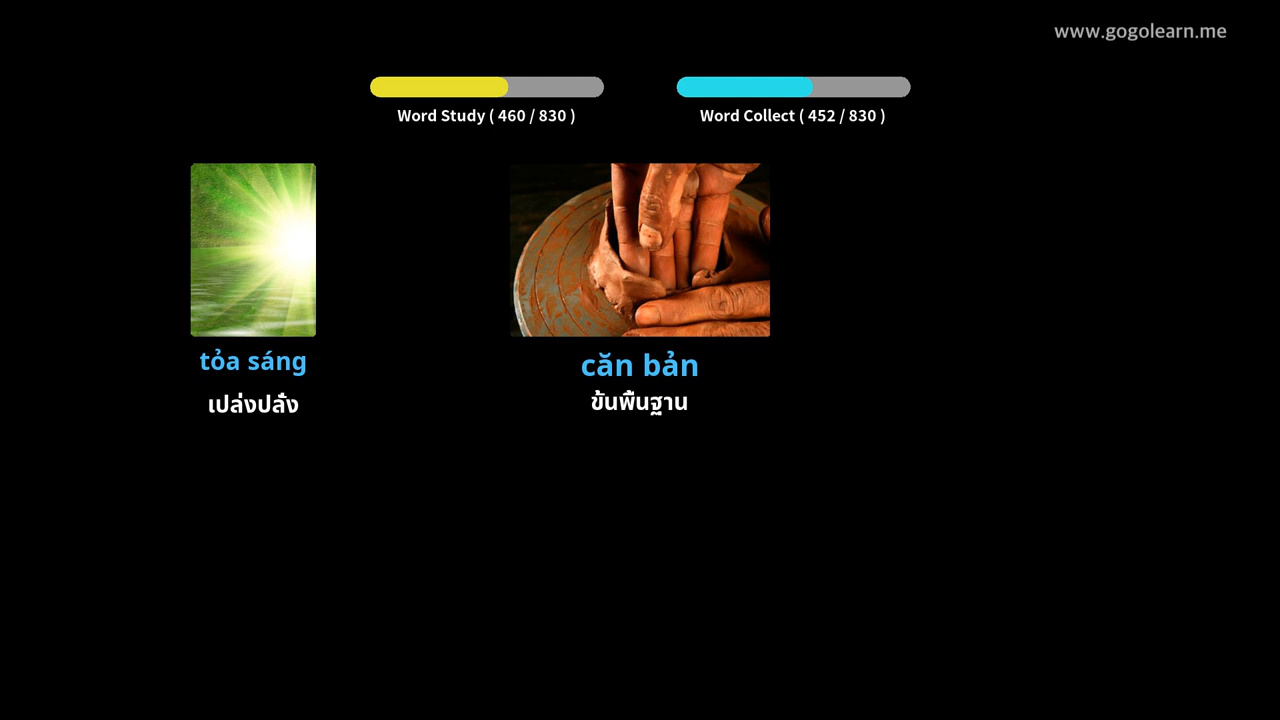 www.gogolearn.me
Word Study ( 460 / 830 )
Word Collect ( 452 / 830 )
tỏa sáng
เปล่งปลั่ง
căn bản
ขั้นพื้นฐาน